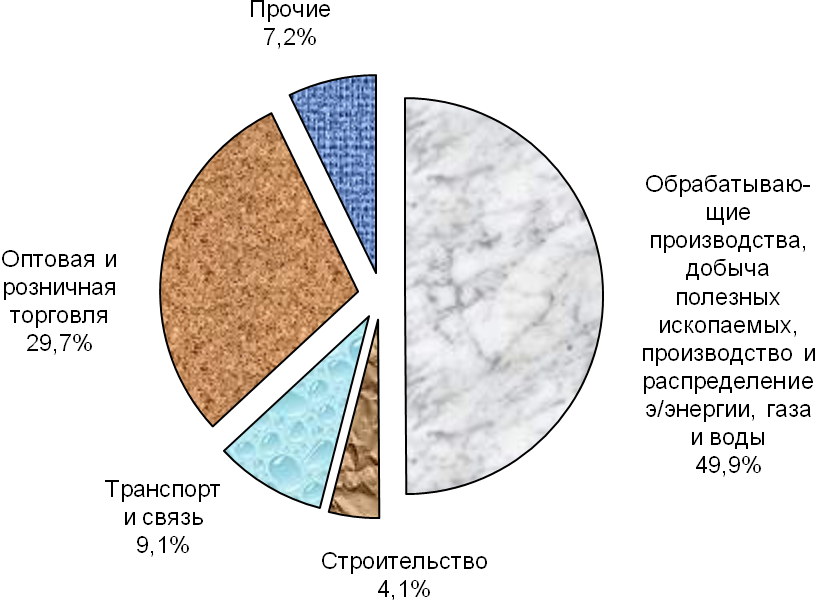 Прочие
7,2%
Обрабатываю-
щие
производства,
добыча
полезных
ископаемых,
производство и
распределение
э/энергии, газа
и воды
49,9%
Оптовая и
розничная
торговля
29,7%
Транспорт
и связь
9,1%
Строительство
4,1%